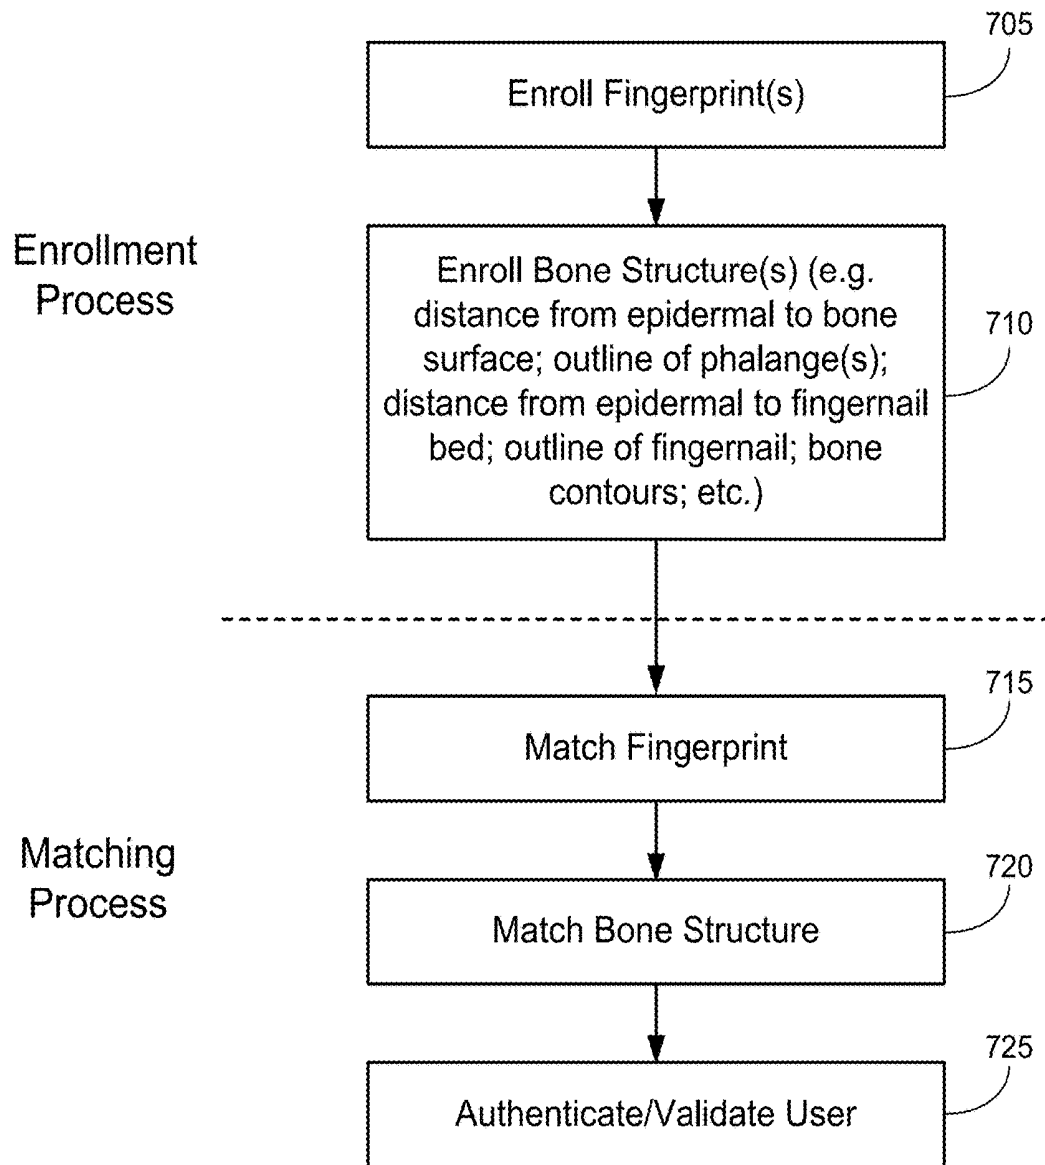 705
Enroll Fingerprint(s)
Enrollment
Process
Enroll Bone Structure(s) (e.g.
distance from epidermal to bone
surface; outline of phalange(s);
distance from epidermal to fingernail
bed; outline of fingernail; bone
contours; etc.)
710
715
Match Fingerprint
Matching
Process
720
Match Bone Structure
725
Authenticate/Validate User